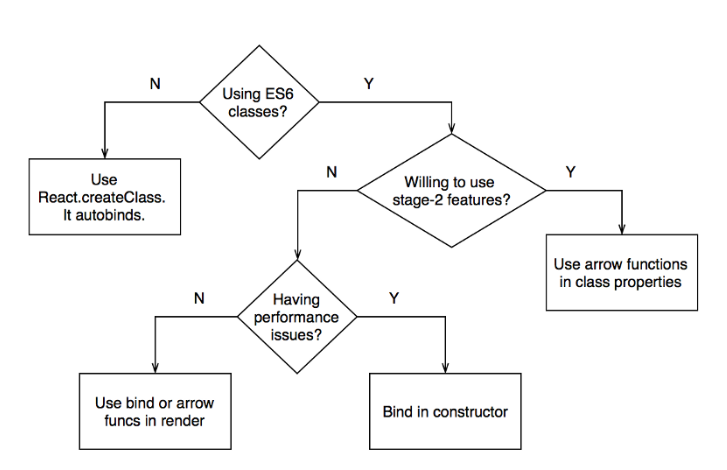 N
Y
Using ES6
classes?
Use
React.createClass.
It autobinds.
N
Y
Willing to use
stage-2 features?
Use arrow functions
in class properties
N
Y
Having
performance
issues?
Use bind or arrow
funcs in render
Bind in constructor